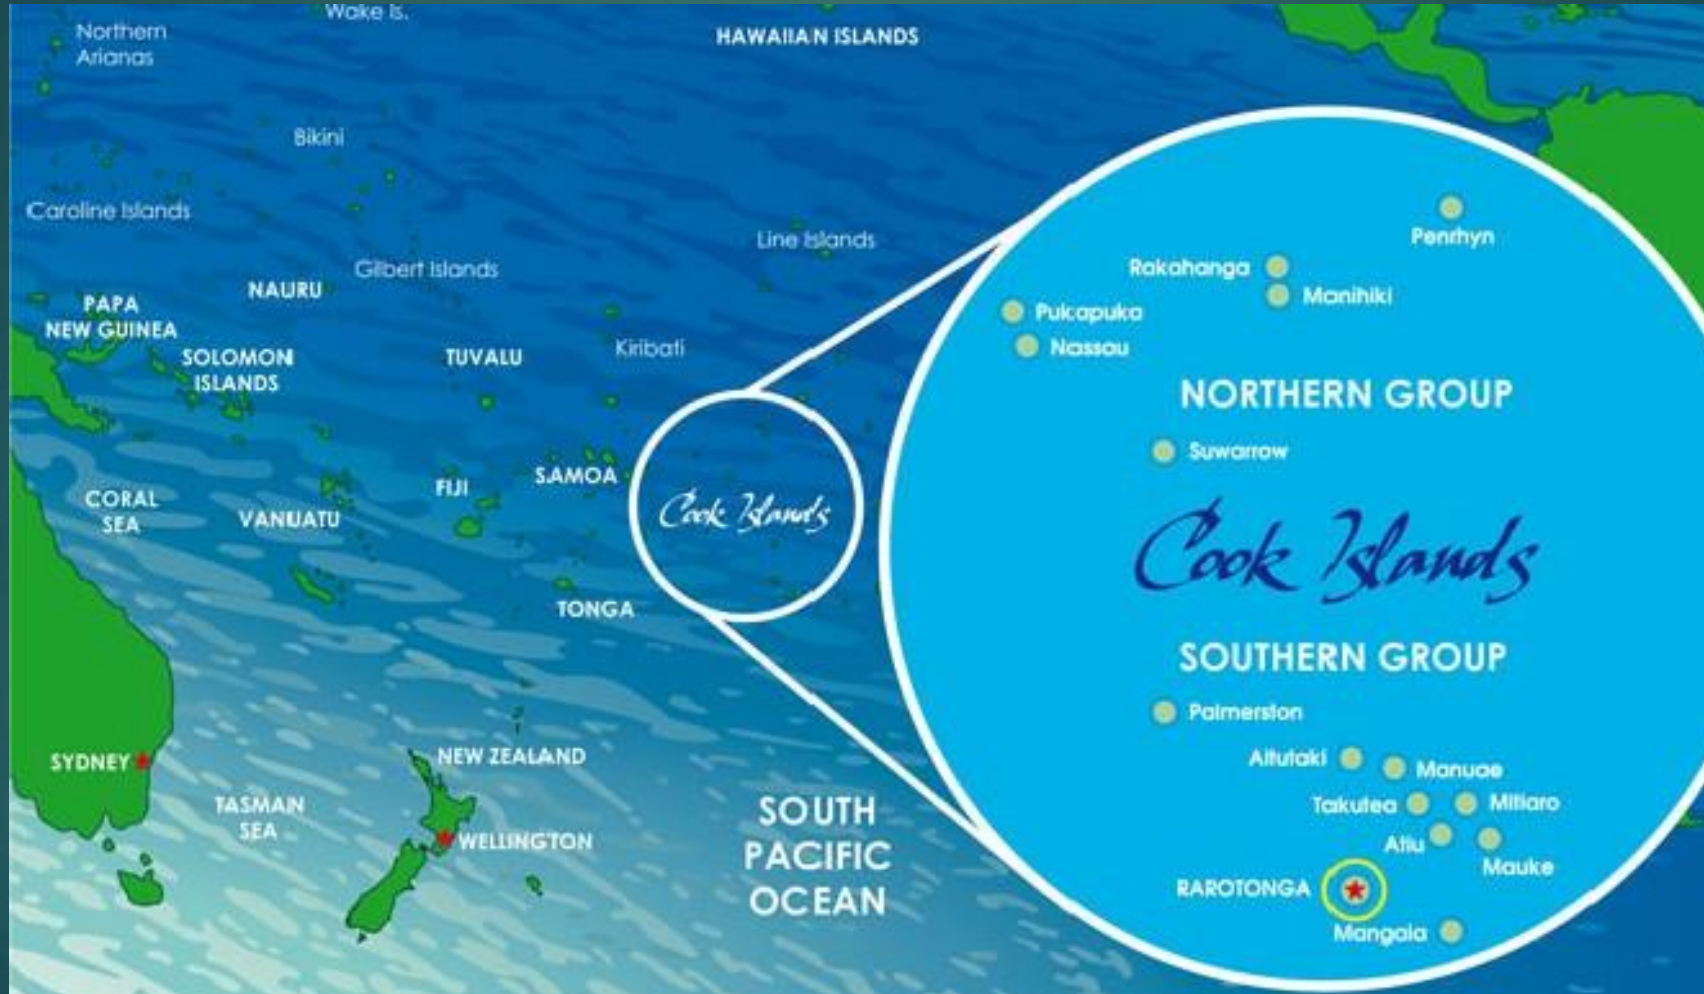 Wake Is.
Northern
Arianas
HAWAIIAN ISLANDS
Bikini
Caroline Islands
Line Islands
Gilbert Islands
NAURU
PAPA
NEW GUINEA
SOLOMON
ISLANDS
TUVALU
Kiribati
CORAL
SEA
VANUATU
FIJI
SAMOA
Cook Islands
TONGA
SYDNEY
TASMAN
SEA
NEW ZEALAND
WELLINGTON
SOUTH
PACIFIC
OCEAN
Penrhyn
Rakahanga
Manihiki
Pukapuka
Nassau
NORTHERN GROUP
Suwarrow
Cook Islands
SOUTHERN GROUP
Palmerston
Aitutaki
Manuae
Takutea
Mitiaro
Atiu
Mauke
RAROTONGA
Mangaia